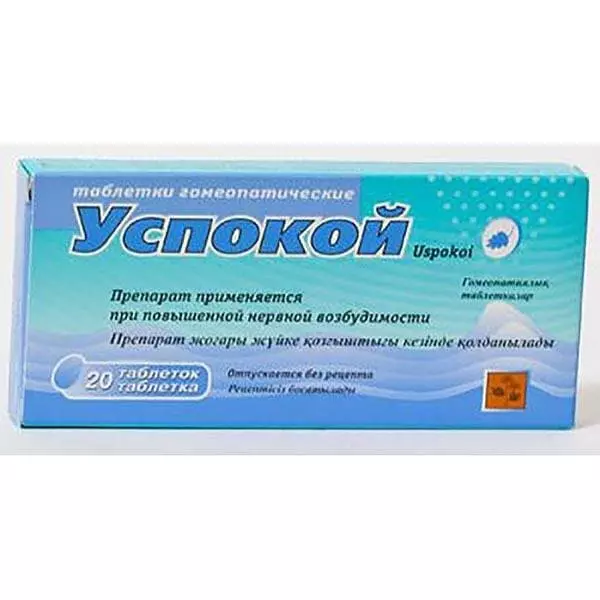 таблетки гомеопатические
Успокой
Uspokoi
Гомеопатиялық
таблеткалар
Препарат применяется
при повышенной нервной возбудимости
Препарат жоғары жүйке қозғыштығы кезінде қолданылады
20 таблеток
таблетка
Отпускается без рецепта
Рецептісіз босатылады